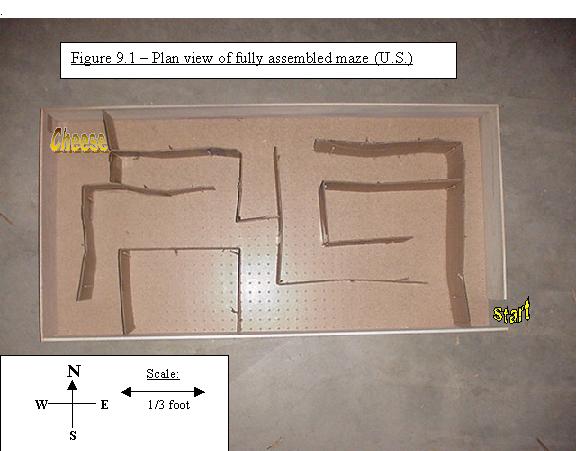 Figure 9.1 – Plan view of fully assembled maze (U.S.)
Cheese
start
N
W
E
S
Scale:
1/3 foot